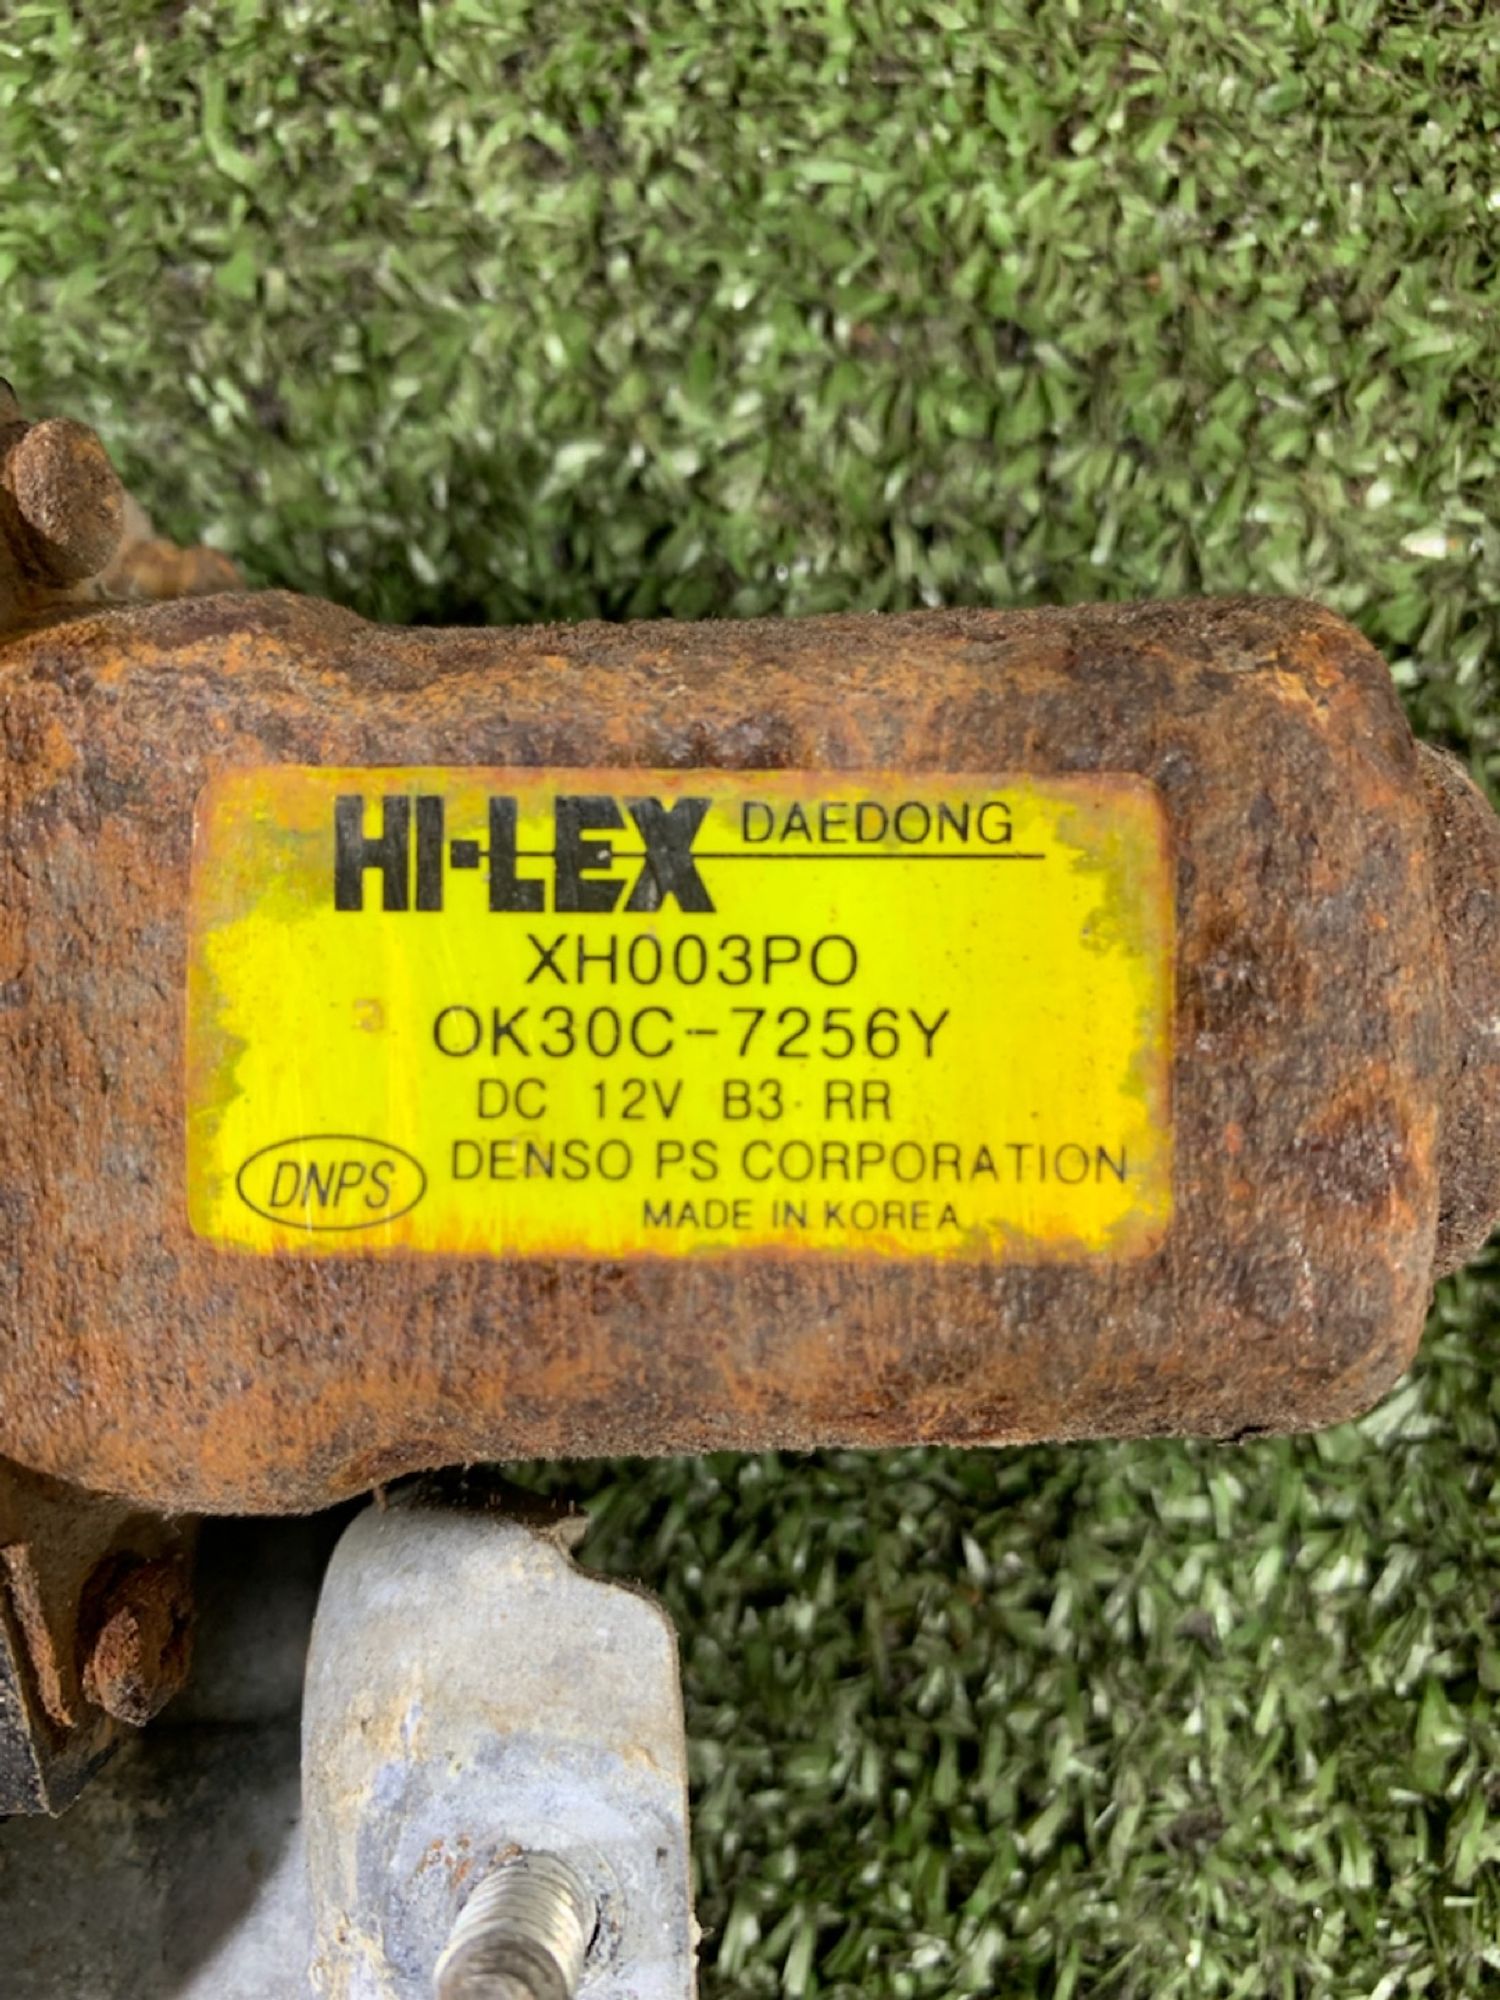 HI-LEX DAEDONG
XH003PO
OK30C-7256Y
DC 12V B3 RR
DNPS DENSO PS CORPORATION
MADE IN KOREA